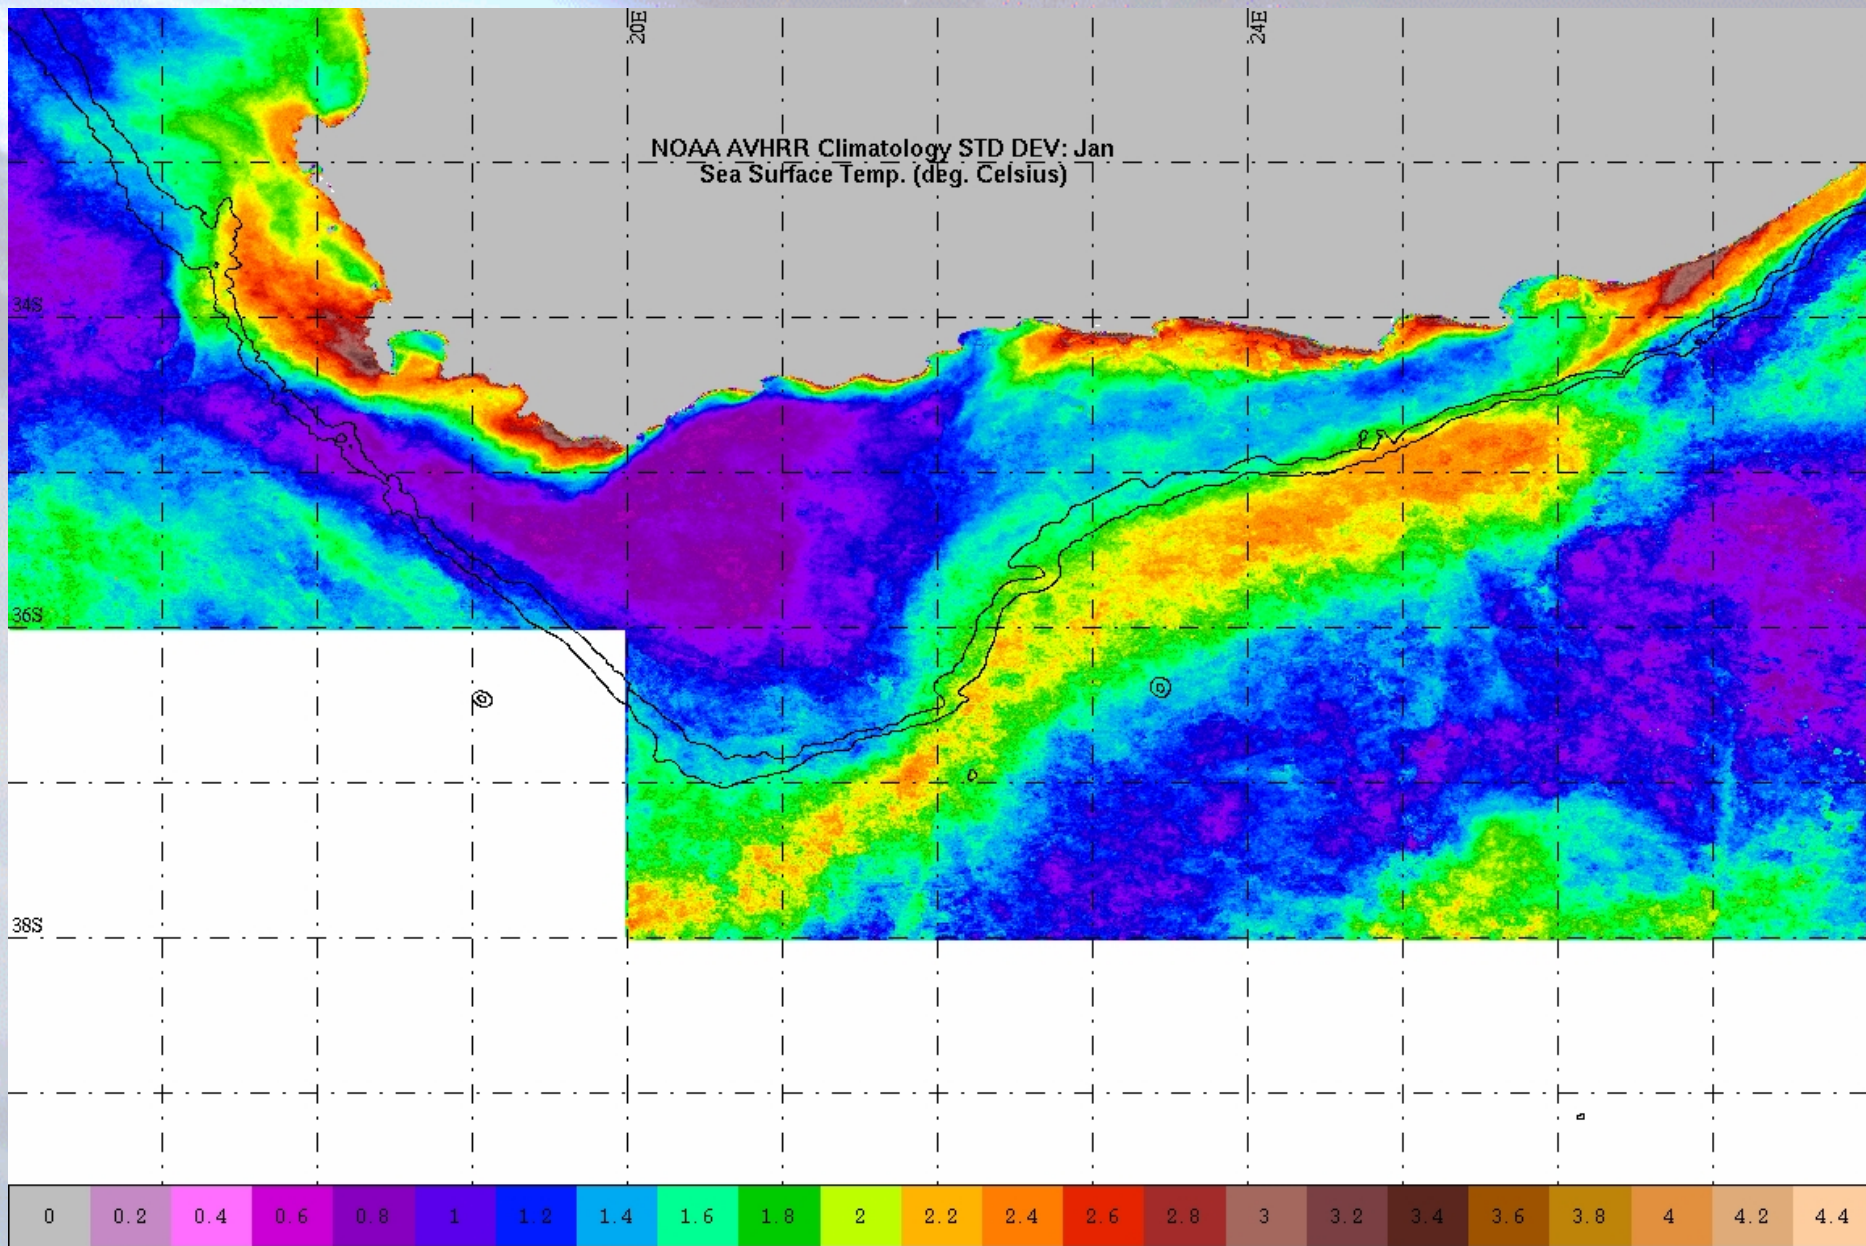 20E
24E
NOAA AVHRR Climatology STD DEV: Jan
Sea Surface Temp. (deg. Celsius)
34S
36S
38S
0 0.2 0.4 0.6 0.8 1 1.2 1.4 1.6 1.8 2 2.2 2.4 2.6 2.8 3 3.2 3.4 3.6 3.8 4 4.2 4.4